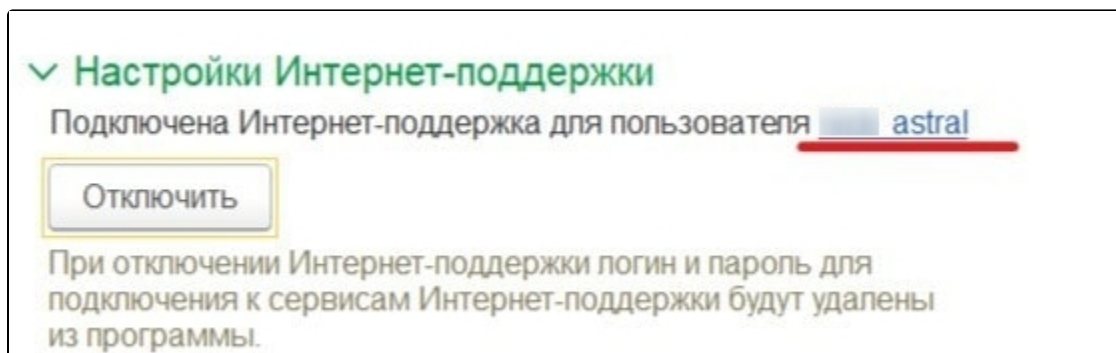 Настройки Интернет-поддержки
Подключена Интернет-поддержка для пользователя astral
Отключить
При отключении Интернет-поддержки логин и пароль для
подключения к сервисам Интернет-поддержки будут удалены
из программы.